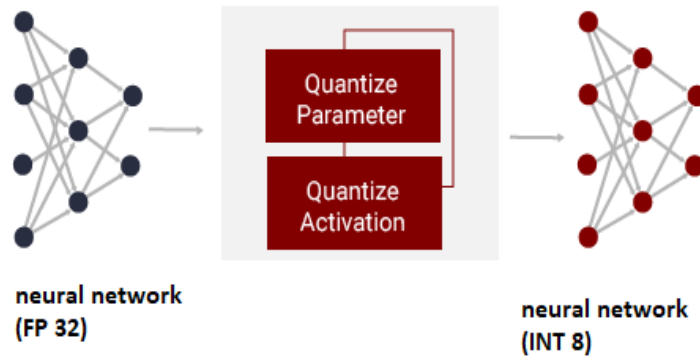 Quantize
Parameter
Quantize
Activation
neural network
(FP 32)
neural network
(INT 8)